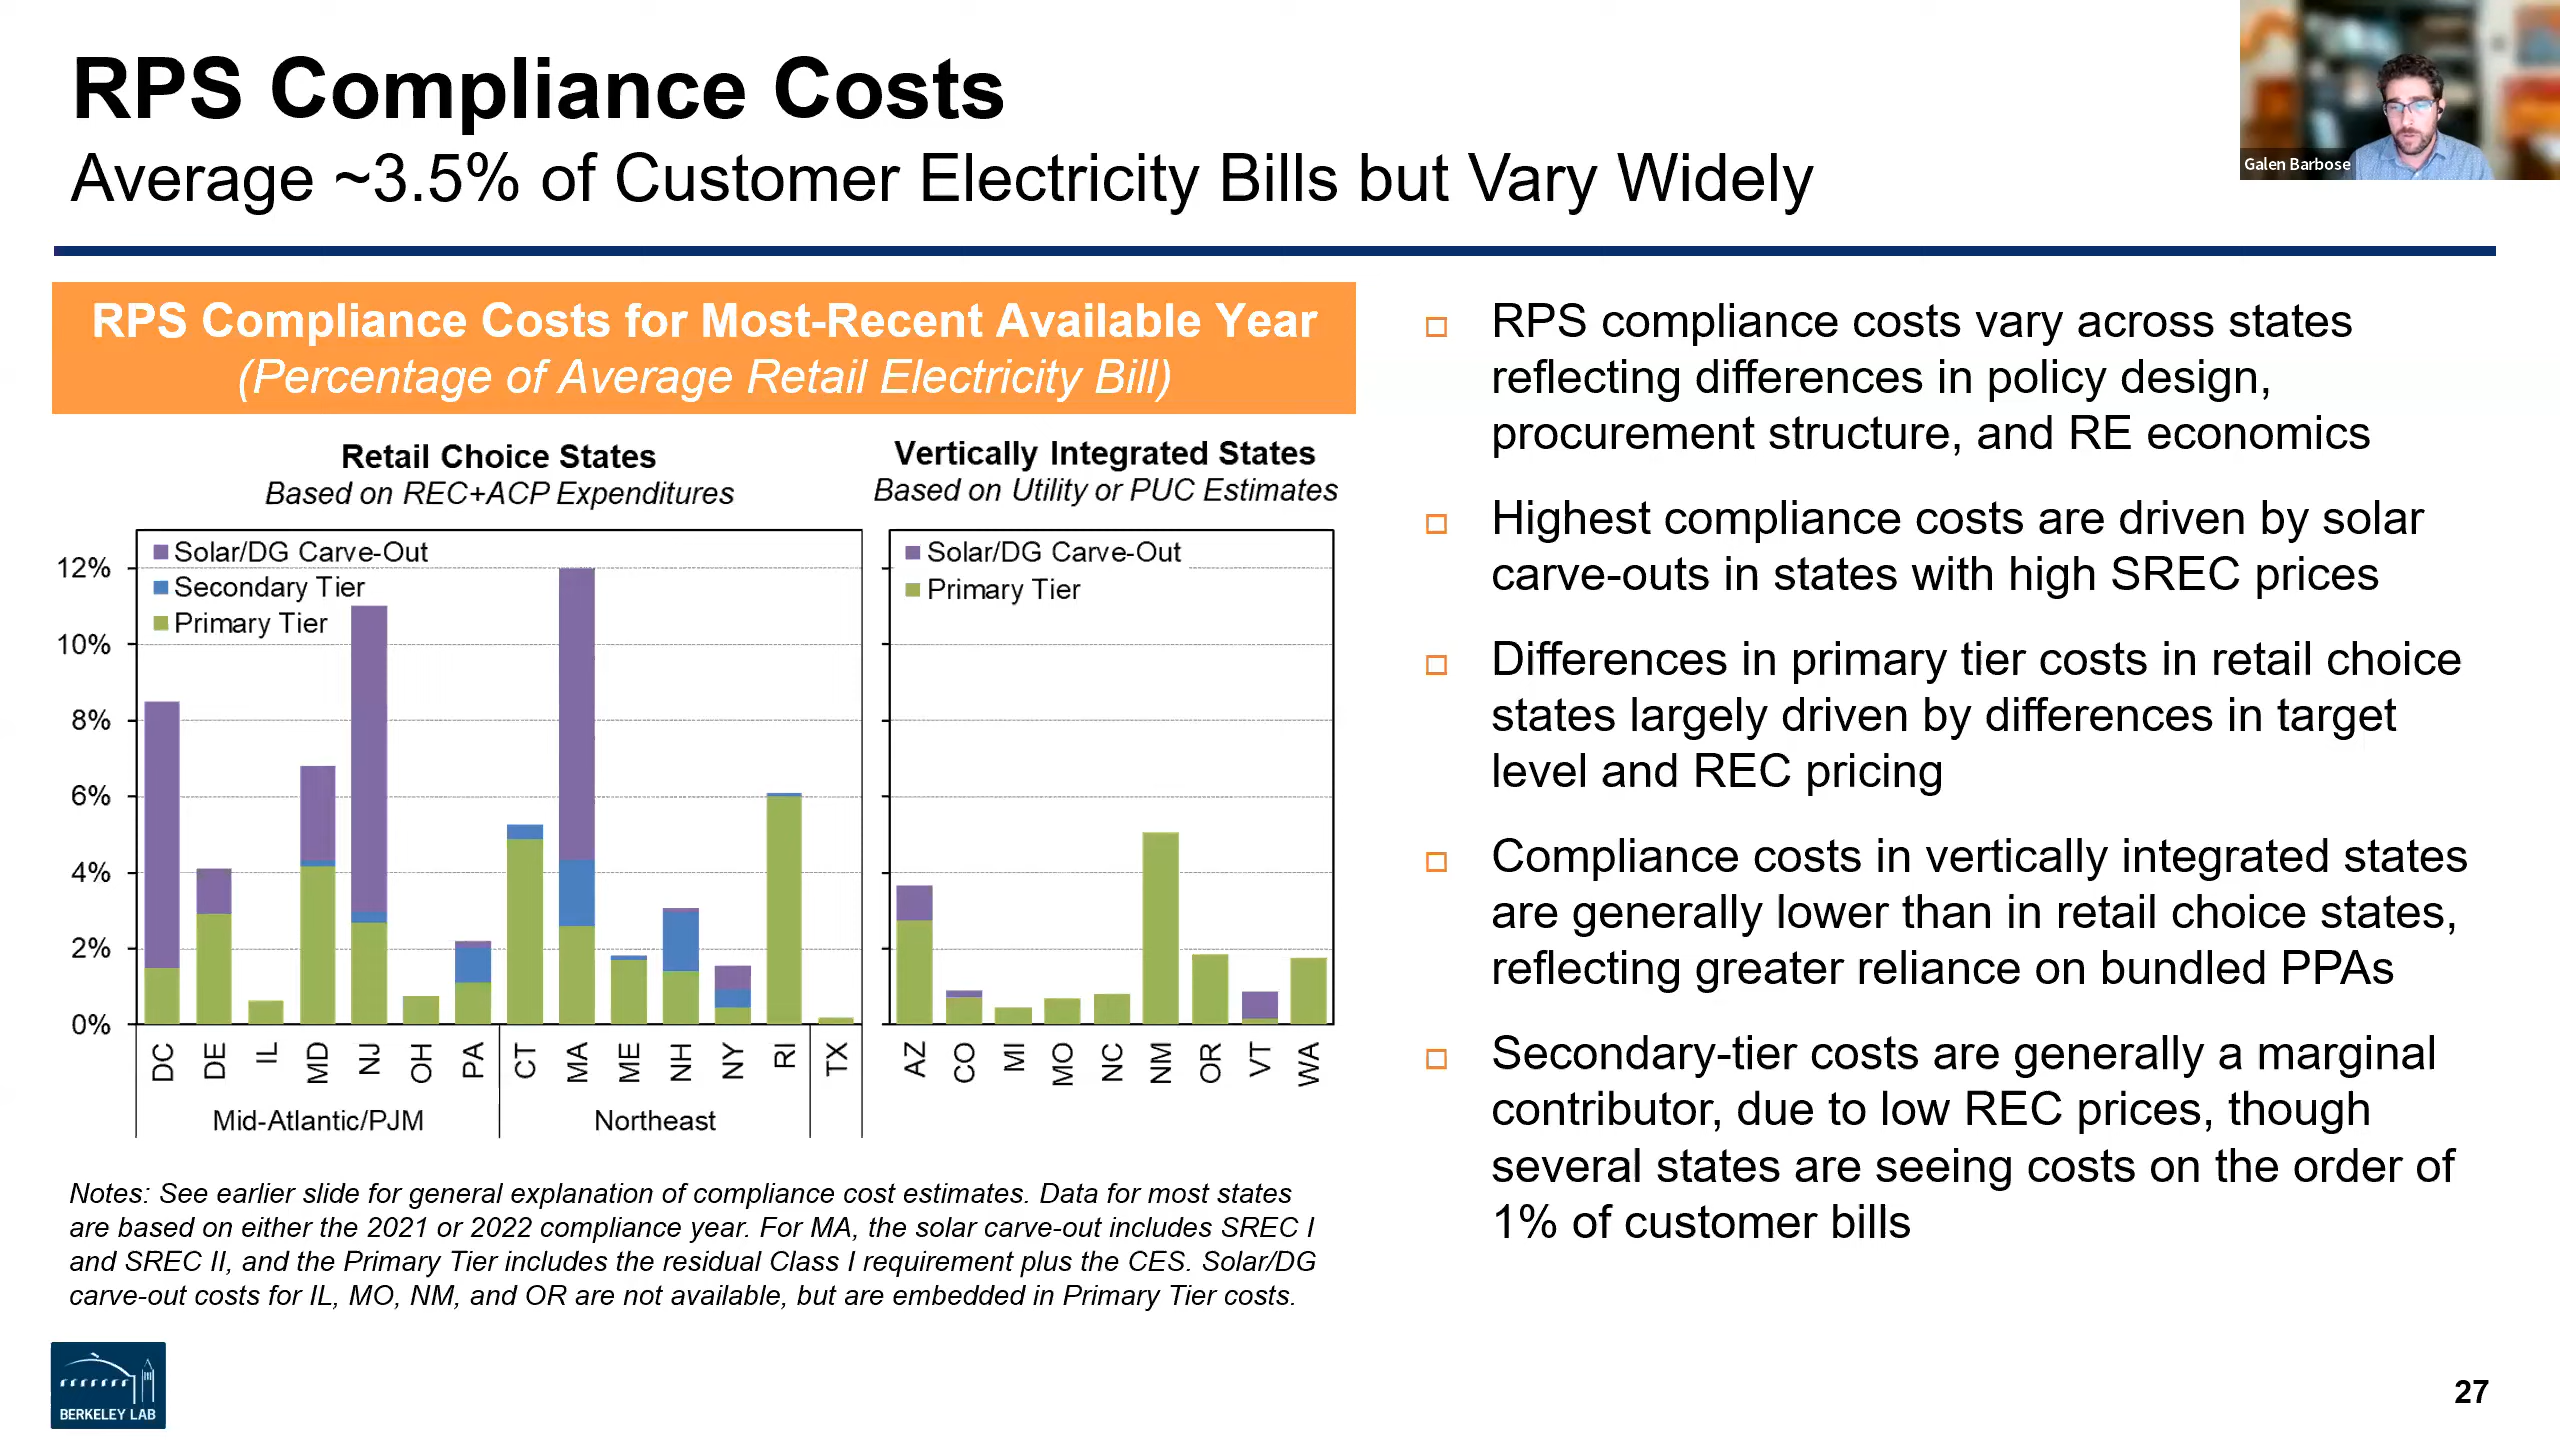 RPS Compliance Costs
Average ~3.5% of Customer Electricity Bills but Vary Widely
Galen Barbose
RPS Compliance Costs for Most-Recent Available Year
(Percentage of Average Retail Electricity Bill)
Retail Choice States
Based on REC+ACP Expenditures
Solar/DG Carve-Out
Secondary Tier
Primary Tier
12%
10%
8%
6%
4%
2%
0%
DC
DE
IL
MD
NJ
OH
PA
CT
MA
ME
NH
NY
RI
TX
Mid-Atlantic/PJM
Northeast
Vertically Integrated States
Based on Utility or PUC Estimates
Solar/DG Carve-Out
Primary Tier
AZ
CO
MI
MO
NC
NM
OR
VT
WA
Notes: See earlier slide for general explanation of compliance cost estimates. Data for most states
are based on either the 2021 or 2022 compliance year. For MA, the solar carve-out includes SREC I
and SREC II, and the Primary Tier includes the residual Class I requirement plus the CES. Solar/DG
carve-out costs for IL, MO, NM, and OR are not available, but are embedded in Primary Tier costs.
RPS compliance costs vary across states
reflecting differences in policy design,
procurement structure, and RE economics
Highest compliance costs are driven by solar
carve-outs in states with high SREC prices
Differences in primary tier costs in retail choice
states largely driven by differences in target
level and REC pricing
Compliance costs in vertically integrated states
are generally lower than in retail choice states,
reflecting greater reliance on bundled PPAs
Secondary-tier costs are generally a marginal
contributor, due to low REC prices, though
several states are seeing costs on the order of
1% of customer bills
BERKELEY LAB
27